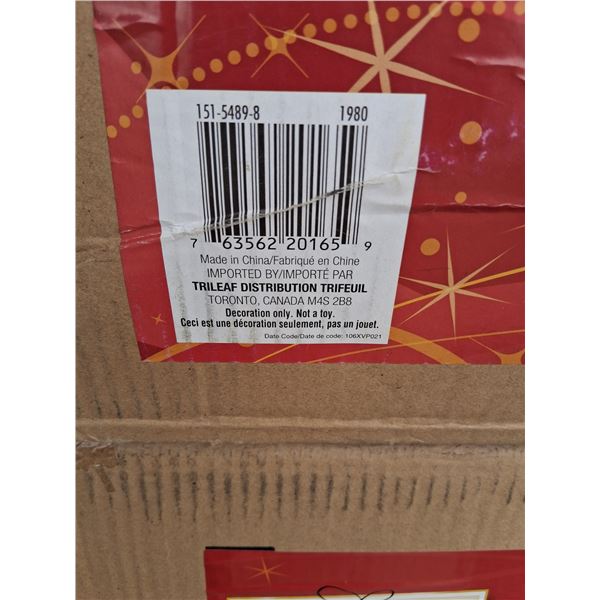 151-5489-8 1980
7 63562 20165 9
Made in China/Fabriqué en Chine
IMPORTED BY/IMPORTÉ PAR
TRILEAF DISTRIBUTION TRIFEUIL
TORONTO, CANADA M4S 2B8
Decoration only. Not a toy.
Ceci est une décoration seulement, pas un jouet.
Date Code/Date de code: 106XVP021